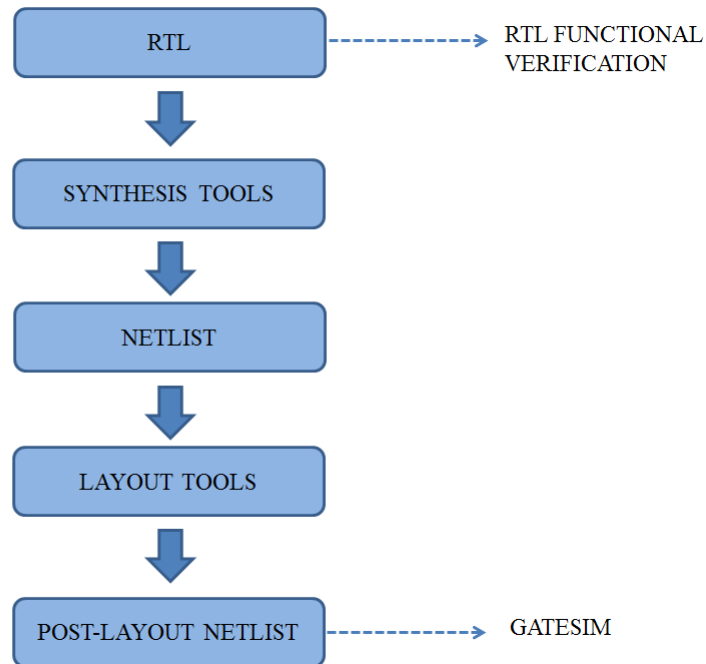 RTL
RTL FUNCTIONAL
VERIFICATION
SYNTHESIS TOOLS
NETLIST
LAYOUT TOOLS
POST-LAYOUT NETLIST
GATESIM